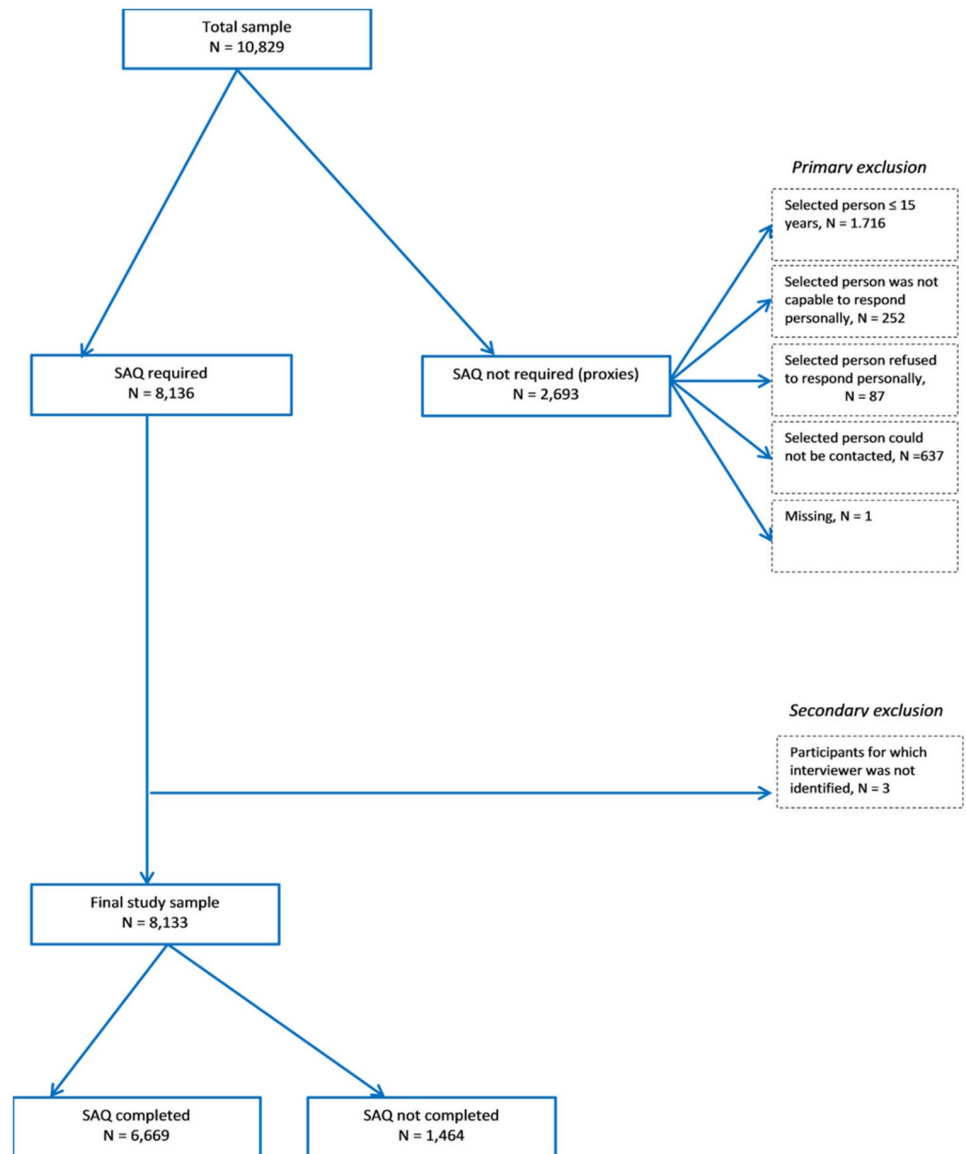 Total sample
N = 10,829
Primary exclusion
Selected person ≤ 15
years, N = 1.716
Selected person was not
capable to respond
personally, N = 252
SAQ required
N = 8,136
SAQ not required (proxies)
N = 2,693
Selected person refused
to respond personally,
N = 87
Selected person could
not be contacted, N =637
Missing, N = 1
Secondary exclusion
Participants for which
interviewer was not
identified, N = 3
Final study sample
N = 8,133
SAQ completed
N = 6,669
SAQ not completed
N = 1,464